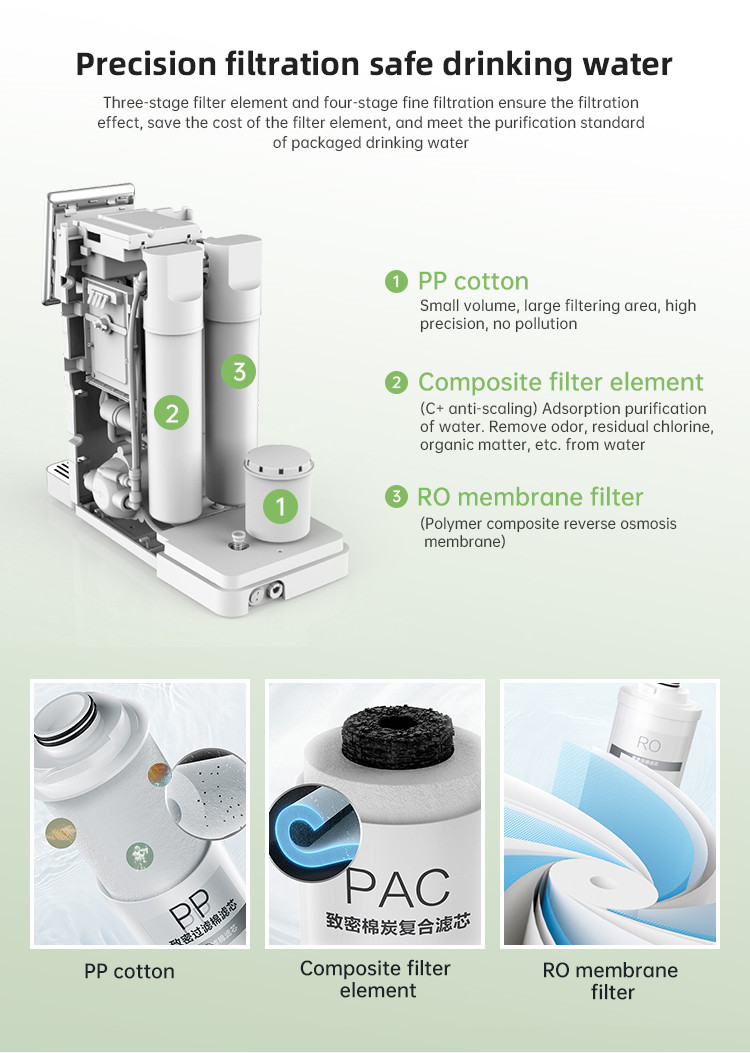 Precision filtration safe drinking water
Three-stage filter element and four-stage fine filtration ensure the filtration
effect, save the cost of the filter element, and meet the purification standard
of packaged drinking water
1 PP cotton
Small volume, large filtering area, high
precision, no pollution
2 Composite filter element
(C+ anti-scaling) Adsorption purification
of water. Remove odor, residual chlorine,
organic matter, etc. from water
3 RO membrane filter
(Polymer composite reverse osmosis
membrane)
3
2
1
PP
致密过滤棉滤芯
PAC
致密棉炭复合滤芯
RO
PP cotton
Composite filter
element
RO membrane
filter